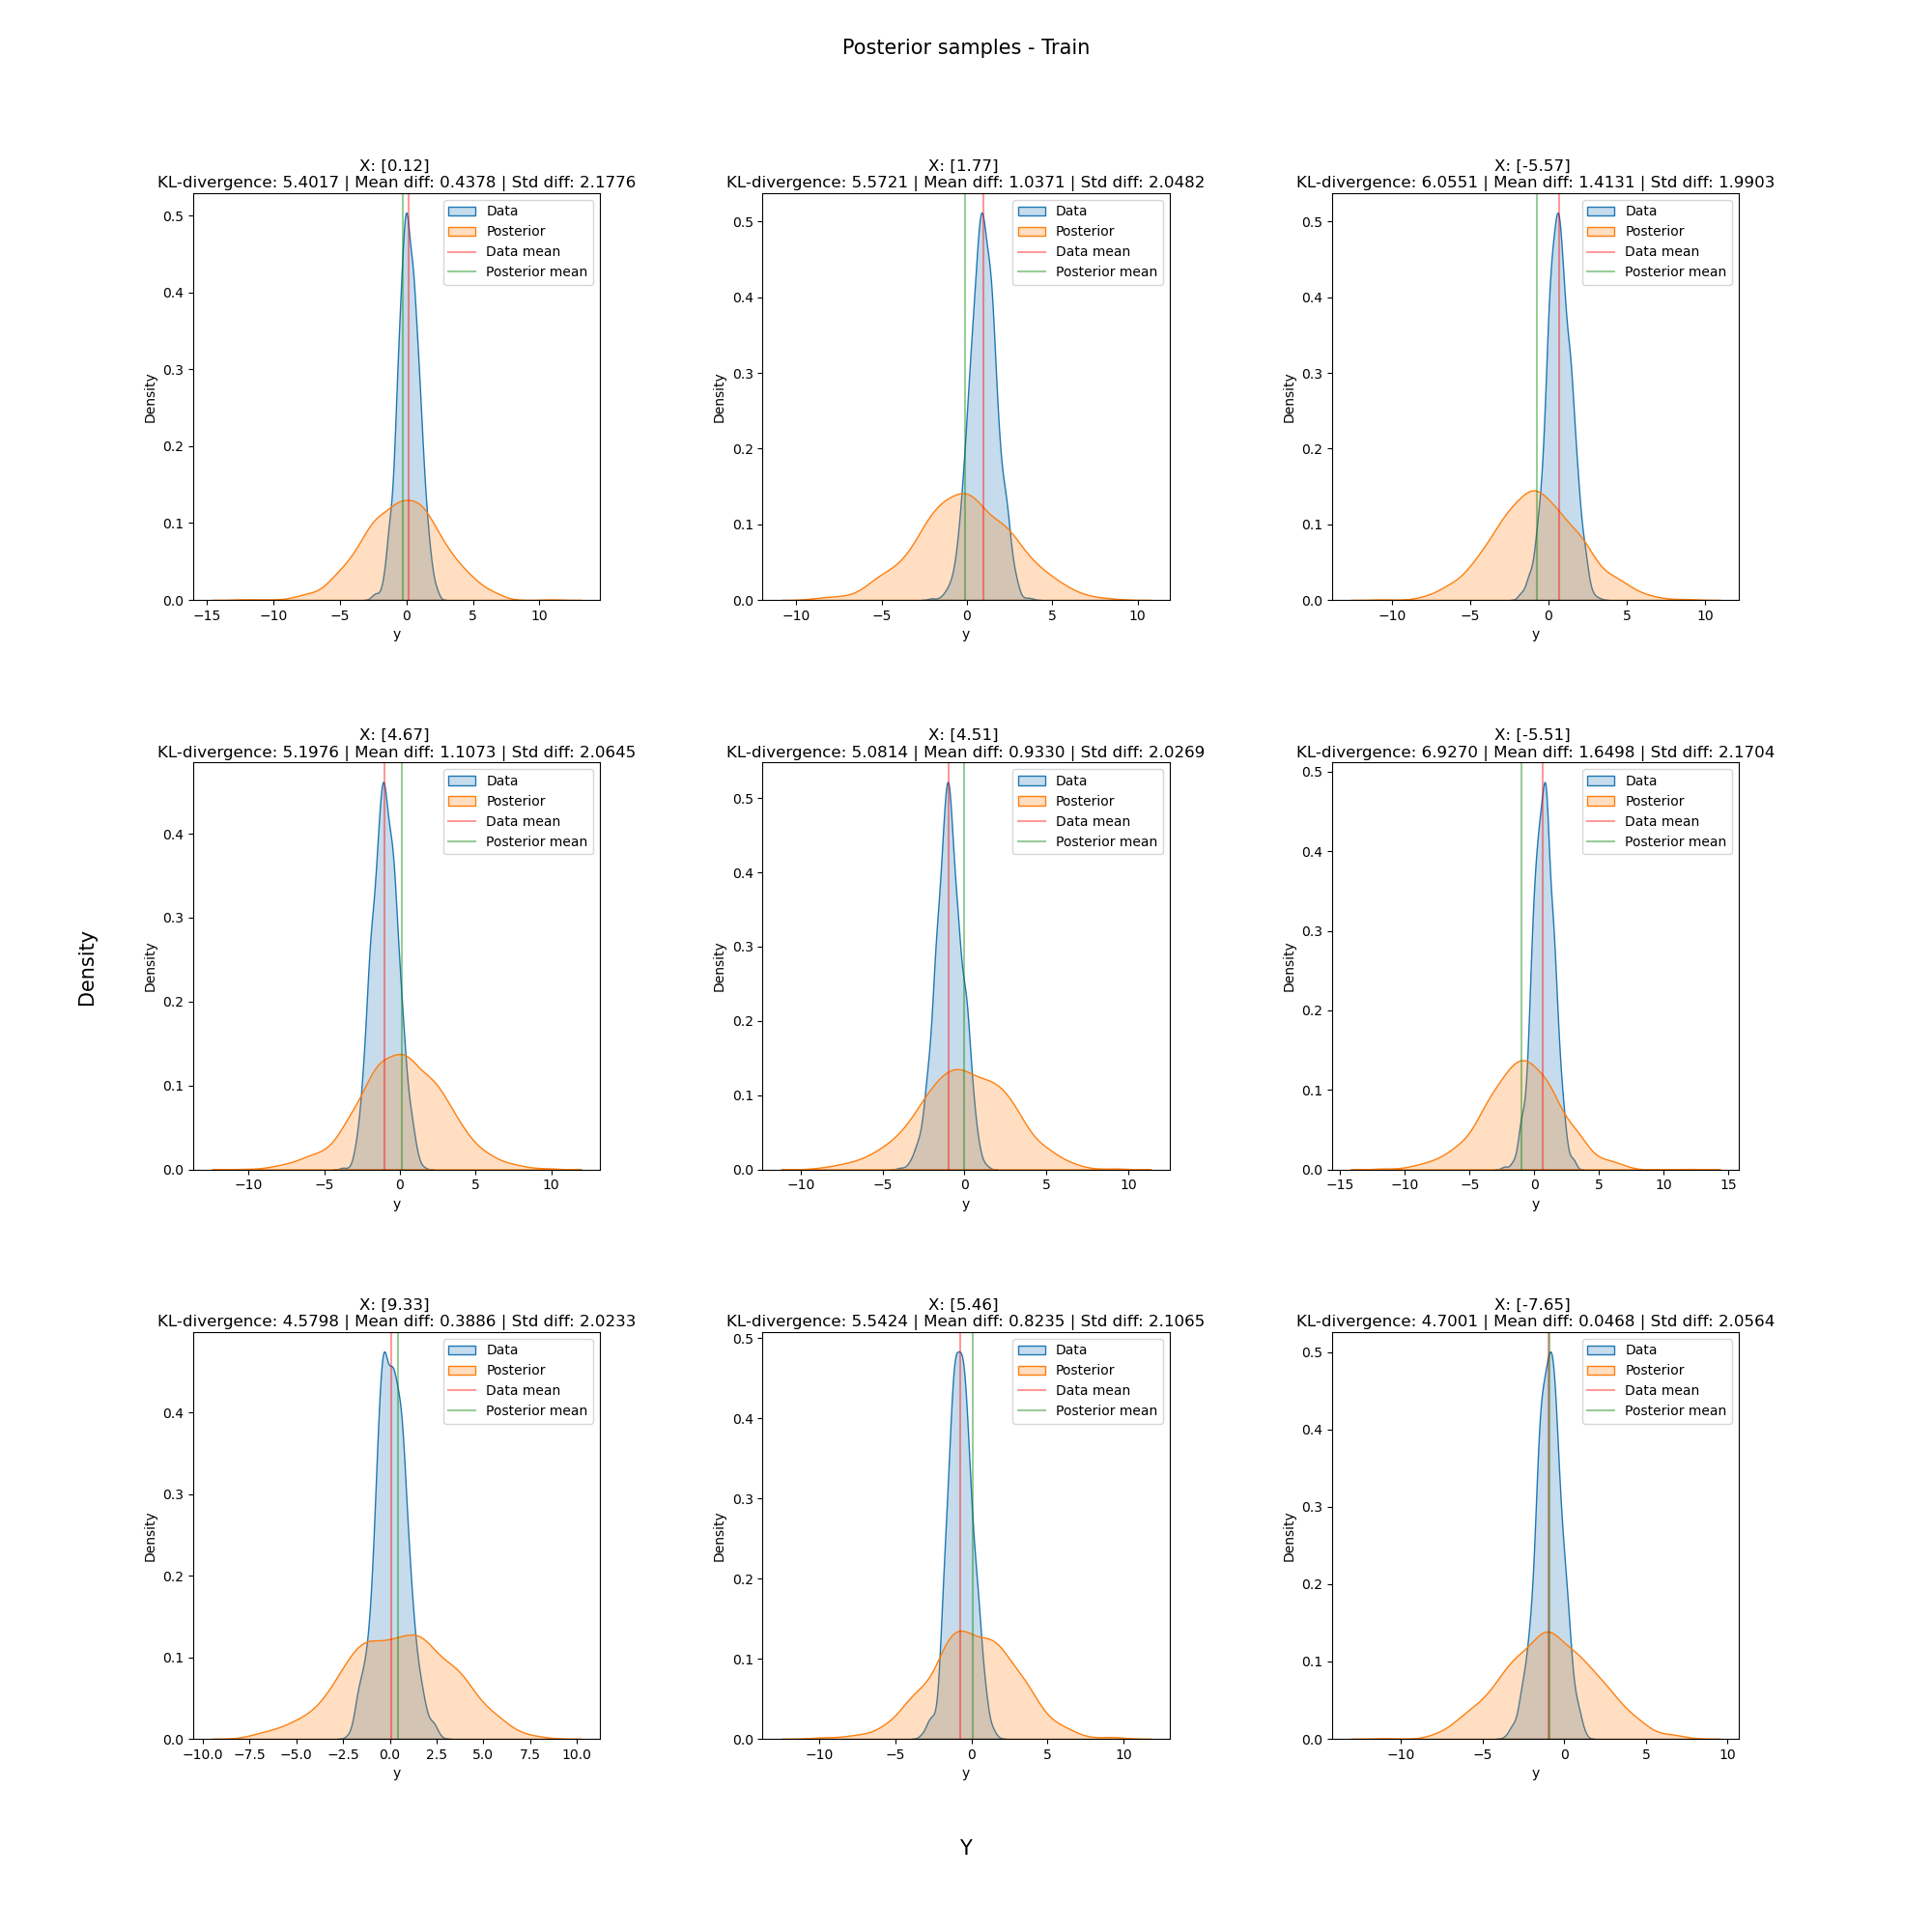 Posterior samples - Train
X: [0.12]
KL-divergence: 5.4017 | Mean diff: 0.4378 | Std diff: 2.1776
Data
Posterior
Data mean
Posterior mean
Density
0.5
0.4
0.3
0.2
0.1
0.0
−15 −10 −5 0 5 10
y
X: [1.77]
KL-divergence: 5.5721 | Mean diff: 1.0371 | Std diff: 2.0482
Data
Posterior
Data mean
Posterior mean
Density
0.5
0.4
0.3
0.2
0.1
0.0
−10 −5 0 5 10
y
X: [-5.57]
KL-divergence: 6.0551 | Mean diff: 1.4131 | Std diff: 1.9903
Data
Posterior
Data mean
Posterior mean
Density
0.5
0.4
0.3
0.2
0.1
0.0
−10 −5 0 5 10
y
Density
X: [4.67]
KL-divergence: 5.1976 | Mean diff: 1.1073 | Std diff: 2.0645
Data
Posterior
Data mean
Posterior mean
Density
0.4
0.3
0.2
0.1
0.0
−10 −5 0 5 10
y
X: [4.51]
KL-divergence: 5.0814 | Mean diff: 0.9330 | Std diff: 2.0269
Data
Posterior
Data mean
Posterior mean
Density
0.5
0.4
0.3
0.2
0.1
0.0
−10 −5 0 5 10
y
X: [-5.51]
KL-divergence: 6.9270 | Mean diff: 1.6498 | Std diff: 2.1704
Data
Posterior
Data mean
Posterior mean
Density
0.5
0.4
0.3
0.2
0.1
0.0
−15 −10 −5 0 5 10 15
y
X: [9.33]
KL-divergence: 4.5798 | Mean diff: 0.3886 | Std diff: 2.0233
Data
Posterior
Data mean
Posterior mean
Density
0.4
0.3
0.2
0.1
0.0
−10.0 −7.5 −5.0 −2.5 0.0 2.5 5.0 7.5 10.0
y
X: [5.46]
KL-divergence: 5.5424 | Mean diff: 0.8235 | Std diff: 2.1065
Data
Posterior
Data mean
Posterior mean
Density
0.5
0.4
0.3
0.2
0.1
0.0
−10 −5 0 5 10
y
X: [-7.65]
KL-divergence: 4.7001 | Mean diff: 0.0468 | Std diff: 2.0564
Data
Posterior
Data mean
Posterior mean
Density
0.5
0.4
0.3
0.2
0.1
0.0
−10 −5 0 5 10
y
Y